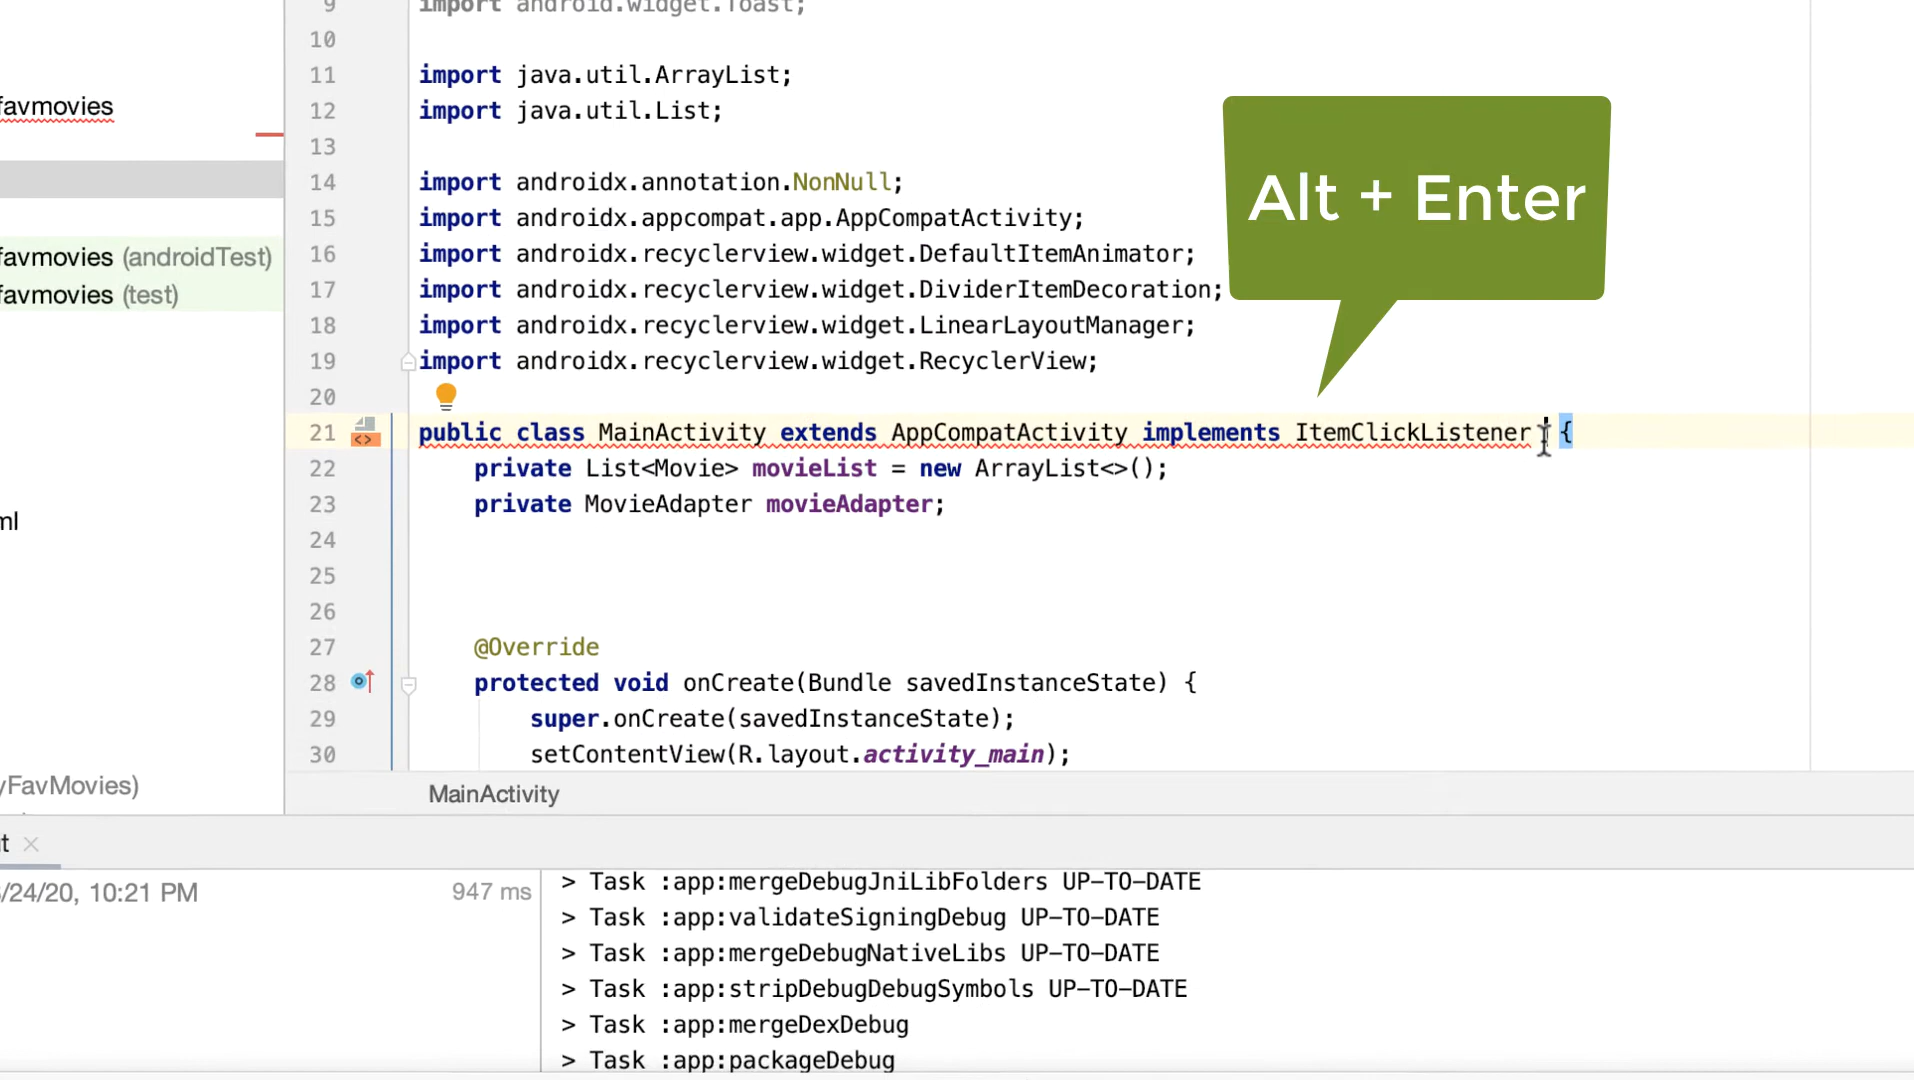 9 import android.widget.Toast;
10
11 import java.util.ArrayList;
12 import java.util.List;
13
14 import androidx.annotation.NonNull;
15 import androidx.appcompat.app.AppCompatActivity;
16 import androidx.recyclerview.widget.DefaultItemAnimator;
17 import androidx.recyclerview.widget.DividerItemDecoration;
18 import androidx.recyclerview.widget.LinearLayoutManager;
19 import androidx.recyclerview.widget.RecyclerView;
20
21 public class MainActivity extends AppCompatActivity implements ItemClickListener {
22 private List<Movie> movieList = new ArrayList<>();
23 private MovieAdapter movieAdapter;
24
25
26
27 @Override
28 protected void onCreate(Bundle savedInstanceState) {
29 super.onCreate(savedInstanceState);
30 setContentView(R.layout.activity_main);
Alt + Enter
favmovies
favmovies (androidTest)
favmovies (test)
ml
yFavMovies)
MainActivity
t
/24/20, 10:21 PM 947 ms
> Task :app:mergeDebugJniLibFolders UP-TO-DATE
> Task :app:validateSigningDebug UP-TO-DATE
> Task :app:mergeDebugNativeLibs UP-TO-DATE
> Task :app:stripDebugDebugSymbols UP-TO-DATE
> Task :app:mergeDexDebug
> Task :app:packageDebug